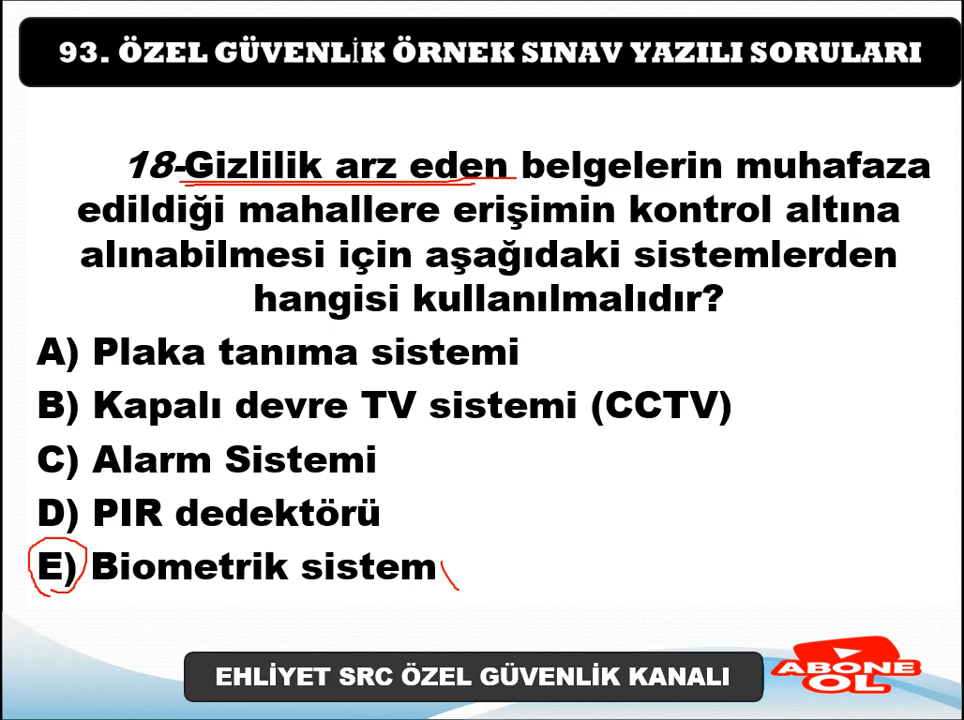 93. ÖZEL GÜVENLİK ÖRNEK SINAV YAZILI SORULARI
18-Gizlilik arz eden belgelerin muhafaza
edildiği mahallere erişimin kontrol altına
alınabilmesi için aşağıdaki sistemlerden
hangisi kullanılmalıdır?
A) Plaka tanıma sistemi
B) Kapalı devre TV sistemi (CCTV)
C) Alarm Sistemi
D) PIR dedektörü
E) Biometrik sistem
EHLİYET SRC ÖZEL GÜVENLİK KANALI
ABONE
OL